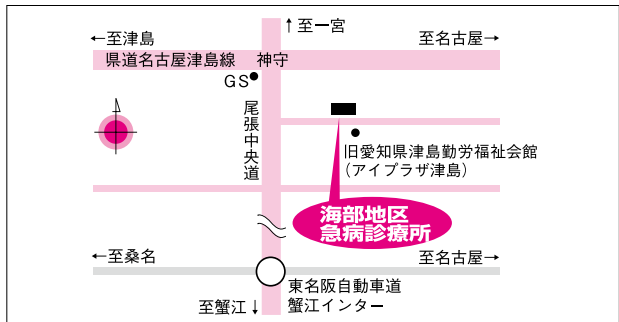 ↑至一宮
←至津島
至名古屋→
県道名古屋津島線 神守
GS
尾張中央道
旧愛知県津島勤労福祉会館
(アイプラザ津島)
海部地区
急病診療所
←至桑名
至名古屋→
東名阪自動車道
蟹江インター
至蟹江↓